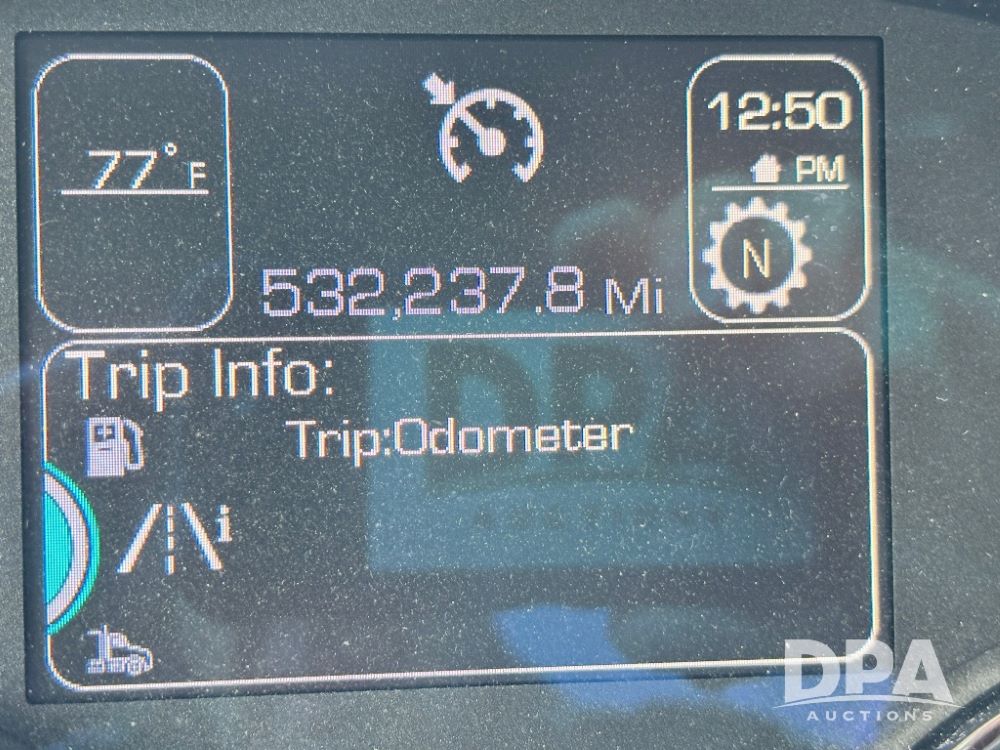 77°F
12:50
PM
N
532,237.8 Mi
Trip Info:
Trip:Odometer
i
DPA
AUCTIONS